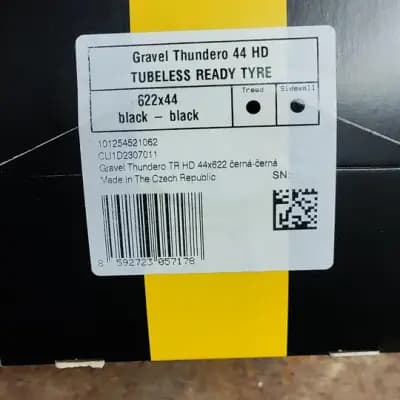 Gravel Thundero 44 HD
TUBELESS READY TYRE
622x44
black – black
Tread
Sidewall
101254521062
CU1D2307011
Gravel Thundero TR HD 44x622 černá-černá
Made In The Czech Republic
SN:
8 592723 057178